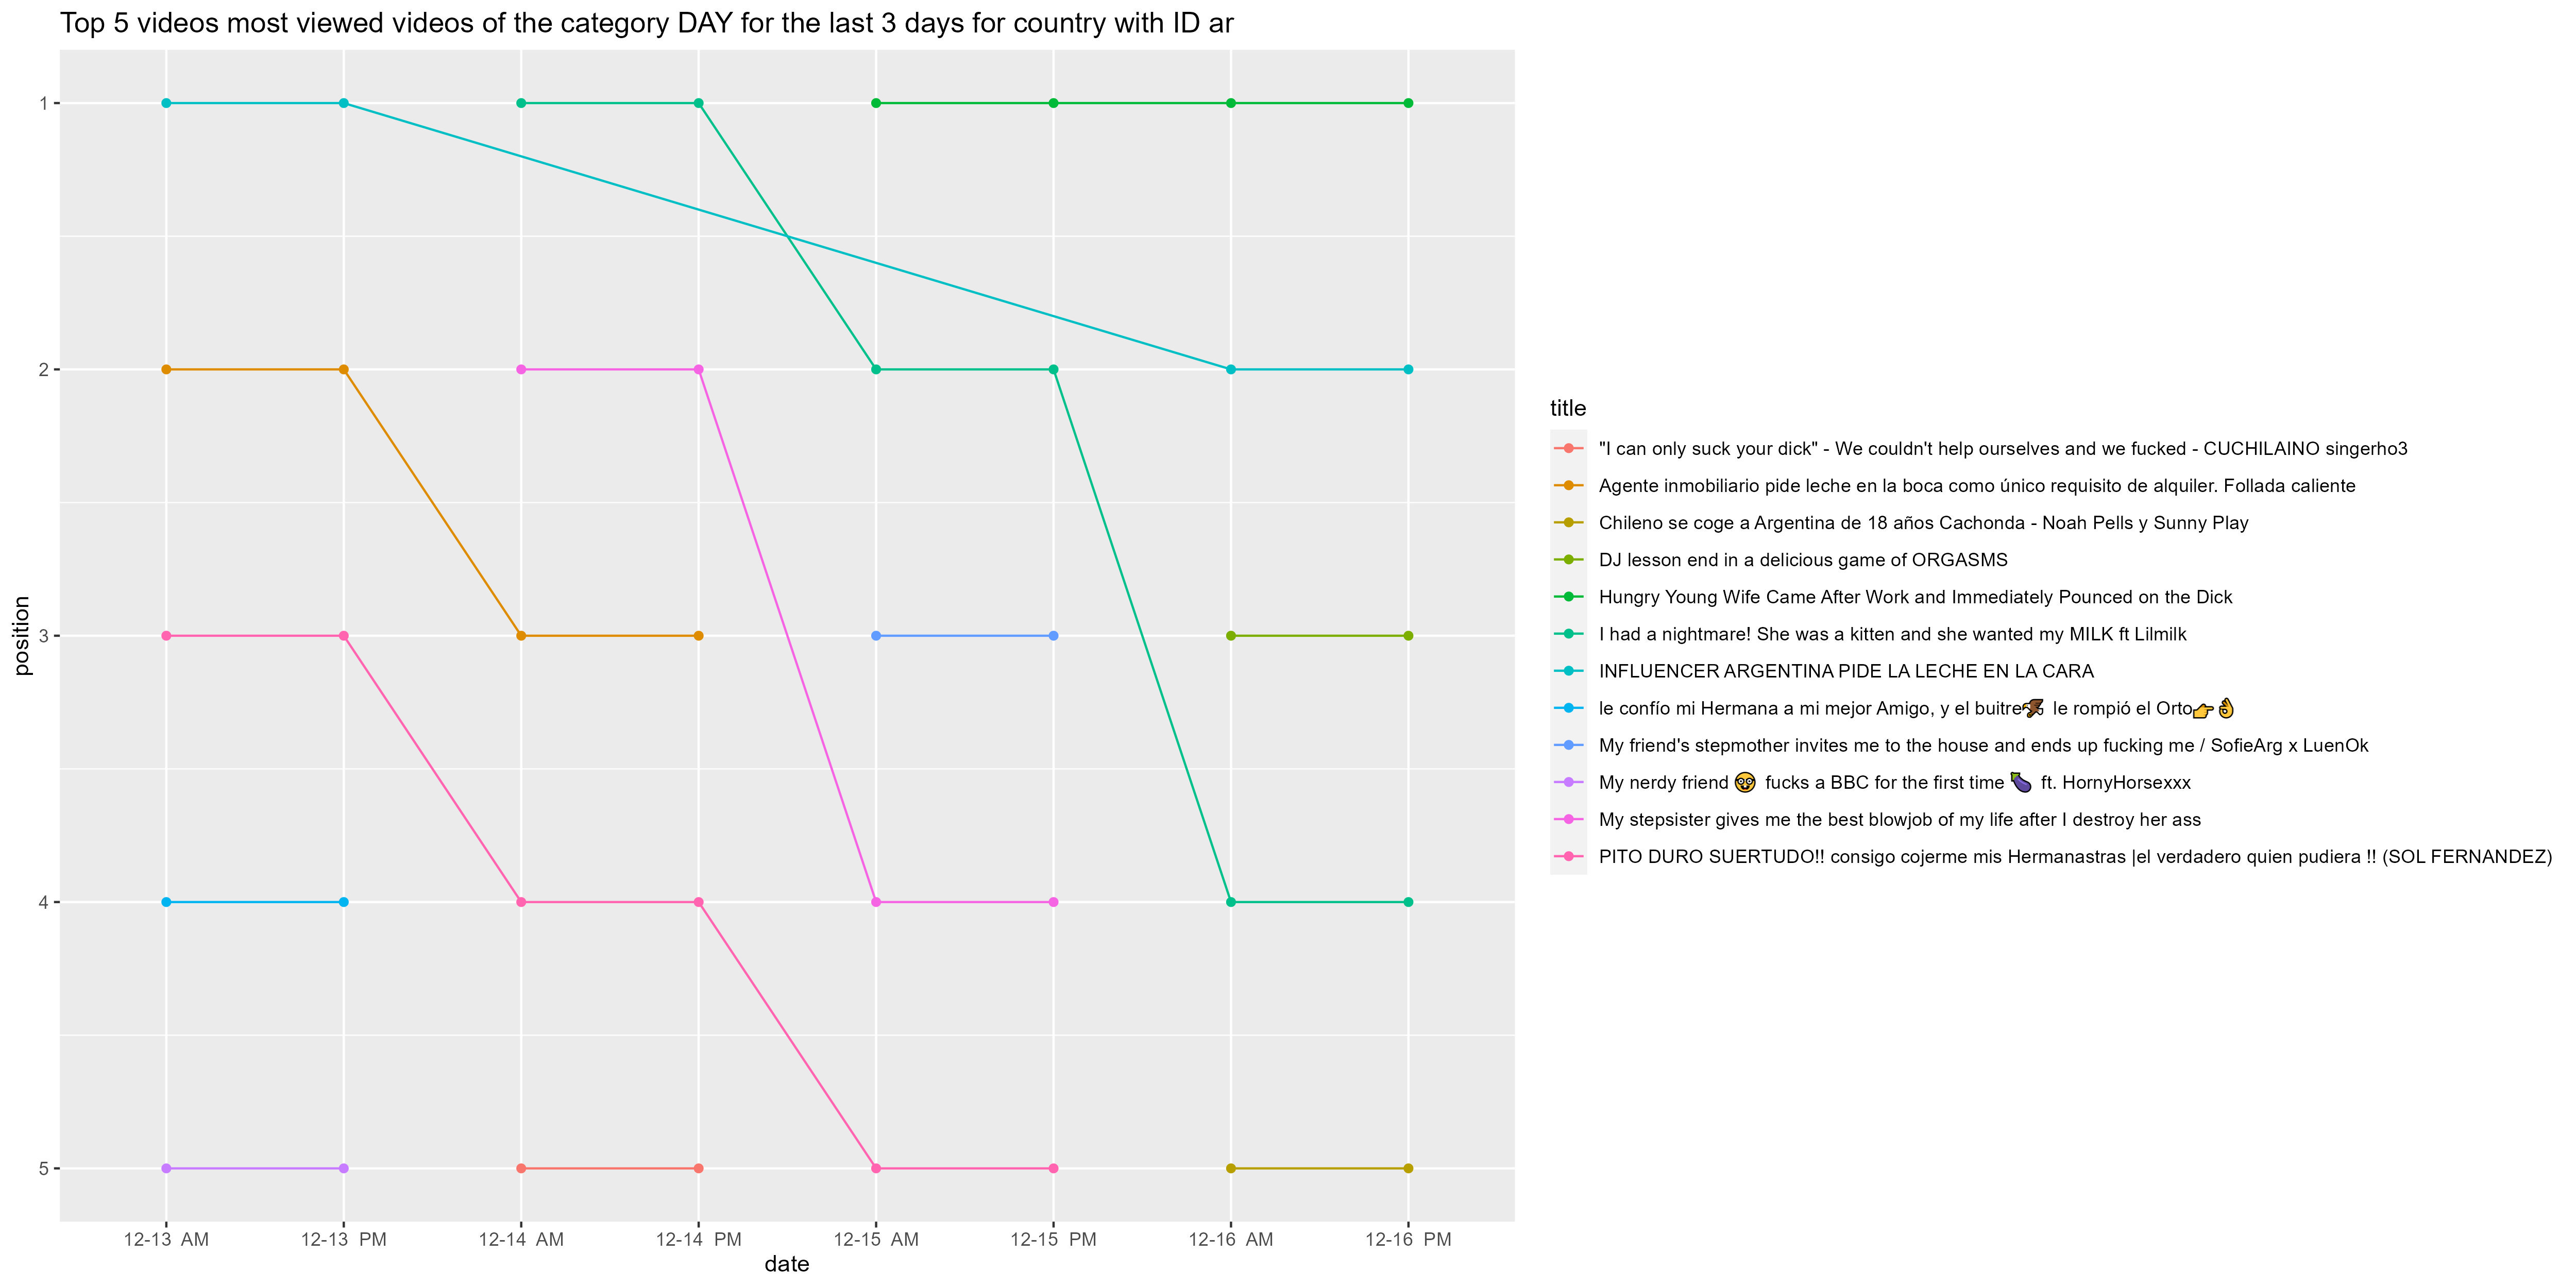 Top 5 videos most viewed videos of the category DAY for the last 3 days for country with ID ar
position
1
2
3
4
5
12-13 AM
12-13 PM
12-14 AM
12-14 PM
12-15 AM
12-15 PM
12-16 AM
12-16 PM
date
title
"I can only suck your dick" - We couldn't help ourselves and we fucked - CUCHILAINO singerho3
Agente inmobiliario pide leche en la boca como único requisito de alquiler. Follada caliente
Chileno se coge a Argentina de 18 años Cachonda - Noah Pells y Sunny Play
DJ lesson end in a delicious game of ORGASMS
Hungry Young Wife Came After Work and Immediately Pounced on the Dick
I had a nightmare! She was a kitten and she wanted my MILK ft Lilmilk
INFLUENCER ARGENTINA PIDE LA LECHE EN LA CARA
le confío mi Hermana a mi mejor Amigo, y el buitre🦅 le rompió el Orto👉👌
My friend's stepmother invites me to the house and ends up fucking me / SofieArg x LuenOk
My nerdy friend 🤓 fucks a BBC for the first time 🍆 ft. HornyHorsexxx
My stepsister gives me the best blowjob of my life after I destroy her ass
PITO DURO SUERTUDO!! consigo cojerme mis Hermanastras |el verdadero quien pudiera !! (SOL FERNANDEZ)